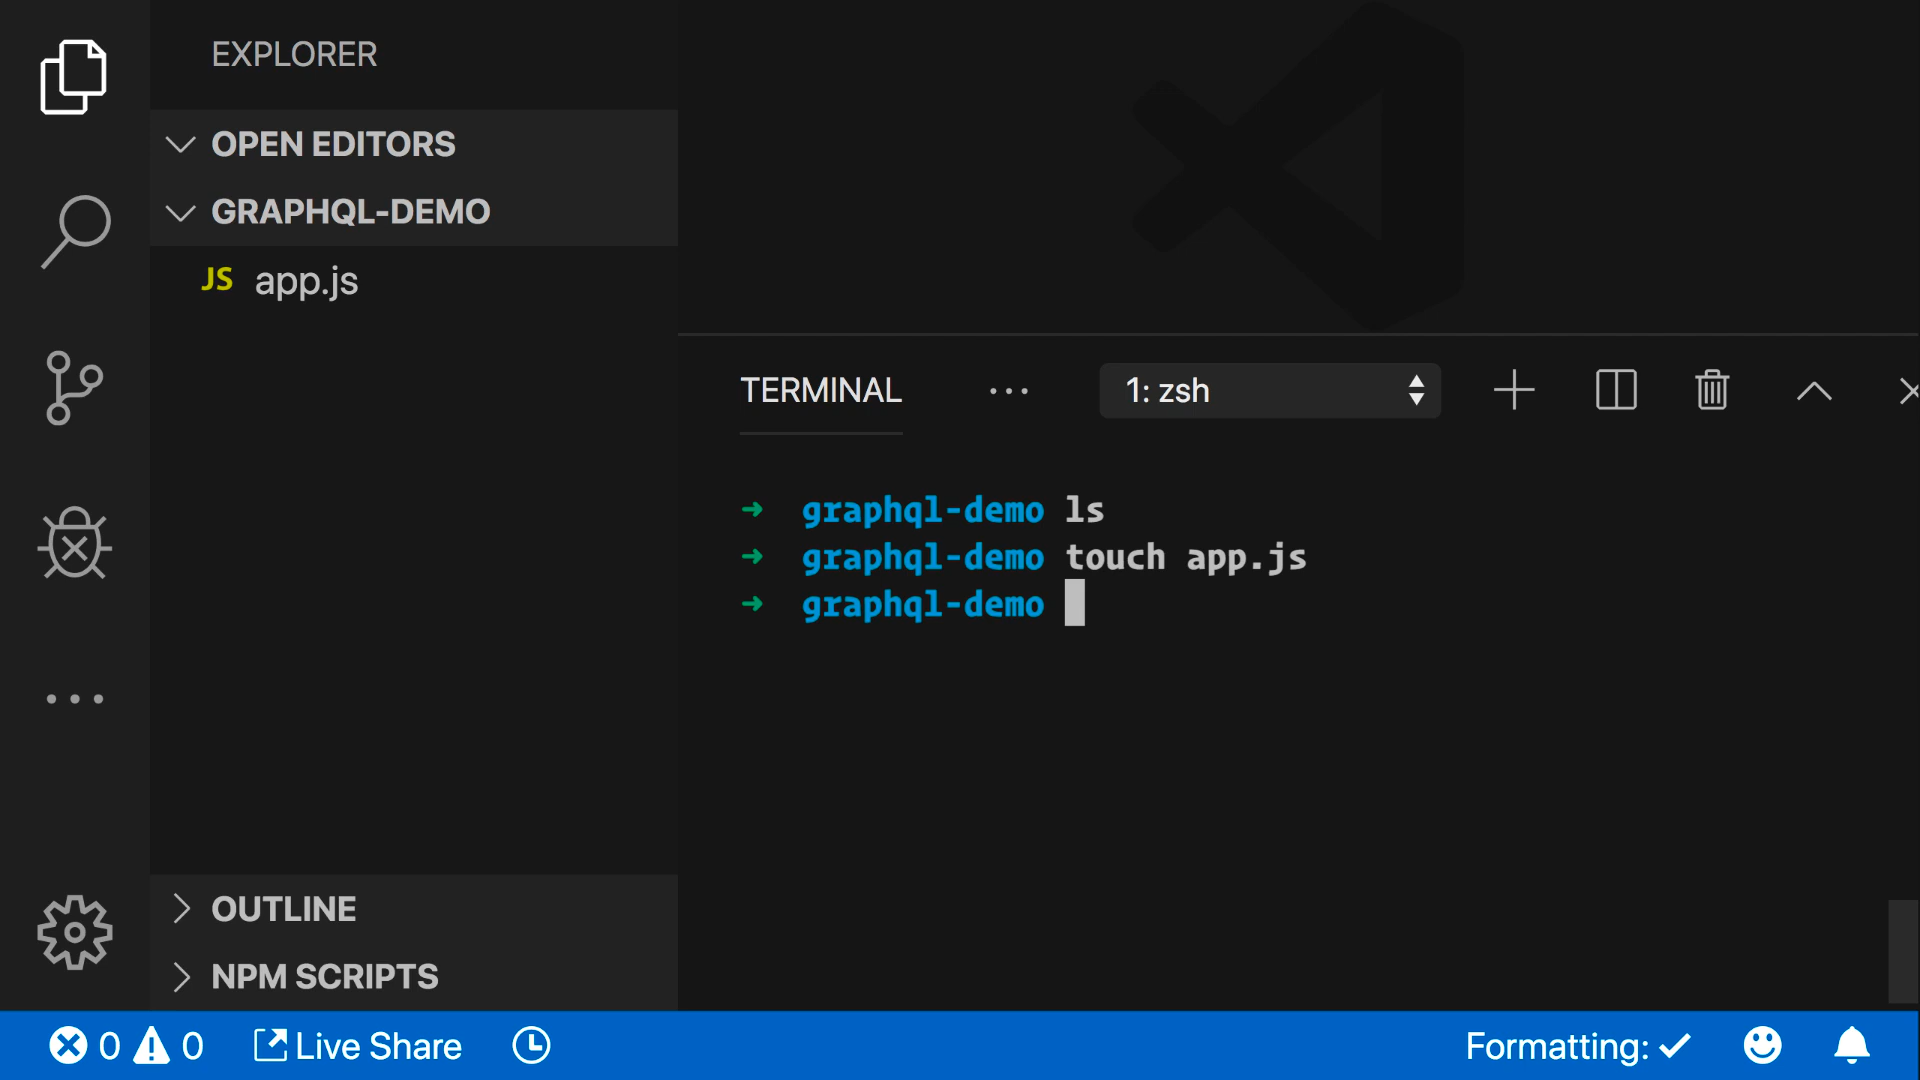 EXPLORER
OPEN EDITORS
GRAPHQL-DEMO
JS app.js
OUTLINE
NPM SCRIPTS
TERMINAL
1: zsh
➜ graphql-demo ls
➜ graphql-demo touch app.js
➜ graphql-demo
0 0 Live Share
Formatting: ✓